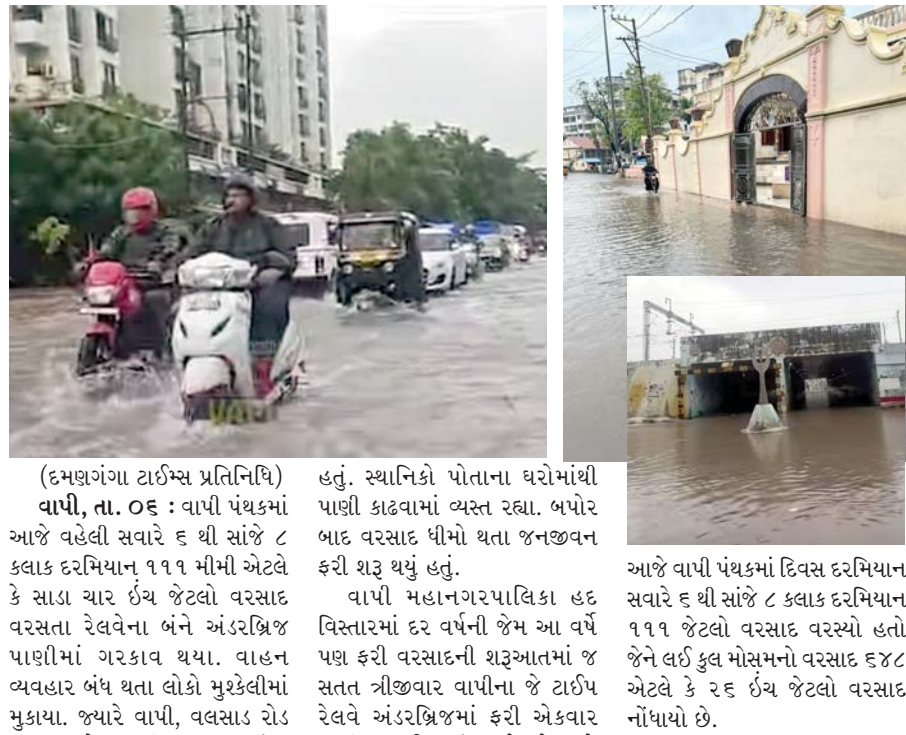 (દમણગંગા ટાઈમ્સ પ્રતિનિધિ)
વાપી, તા. ૦૬ : વાપી પંથકમાં
આજે વહેલી સવારે ૬ થી સાંજે ૮
કલાક દરમિયાન ૧૧૧ મીમી એટલે
કે સાડા ચાર ઇંચ જેટલો વરસાદ
વરસતા રેલવેના બંને અંડરબ્રિજ
પાણીમાં ગરકાવ થયા. વાહન
વ્યવહાર બંધ થતા લોકો મુશ્કેલીમાં
મુકાયા. જ્યારે વાપી, વલસાડ રોડ
હતું. સ્થાનિકો પોતાના ઘરોમાંથી
પાણી કાઢવામાં વ્યસ્ત રહ્યા. બપોર
બાદ વરસાદ ધીમો થતા જનજીવન
ફરી શરૂ થયું હતું.
વાપી મહાનગરપાલિકા હદ
વિસ્તારમાં દર વર્ષની જેમ આ વર્ષે
પણ ફરી વરસાદની શરૂઆતમાં જ
સતત ત્રીજીવાર વાપીના જે ટાઈપ
રેલવે અંડરબ્રિજમાં ફરી એકવાર
આજે વાપી પંથકમાં દિવસ દરમિયાન
સવારે ૬ થી સાંજે ૮ કલાક દરમિયાન
૧૧૧ જેટલો વરસાદ વરસ્યો હતો
જેને લઈ કુલ મોસમનો વરસાદ ૬૪૮
એટલે કે ૨૬ ઇંચ જેટલો વરસાદ
નોંધાયો છે.